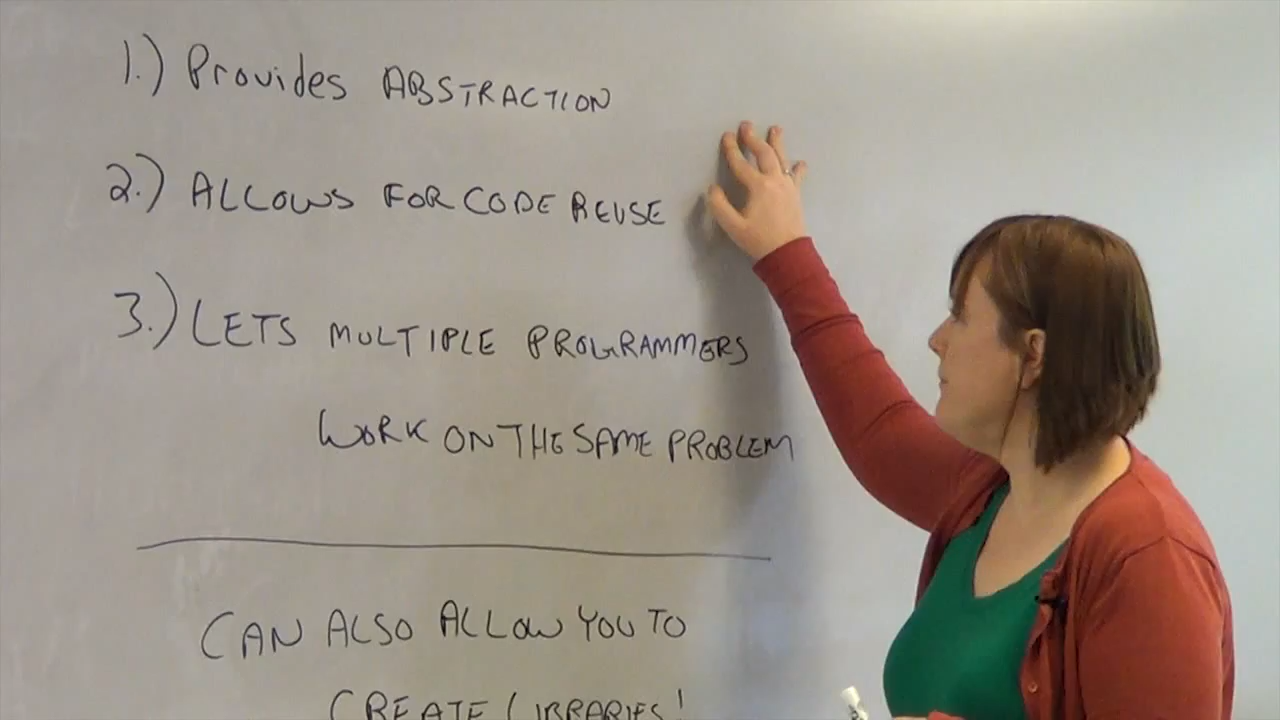 1.) Provides ABSTRACTION
2.) ALLOWS FOR CODE REUSE
3.) LETS MULTIPLE PROGRAMMERS
WORK ON THE SAME PROBLEM
CAN ALSO ALLOW YOU TO
CREATE LIBRARIES!